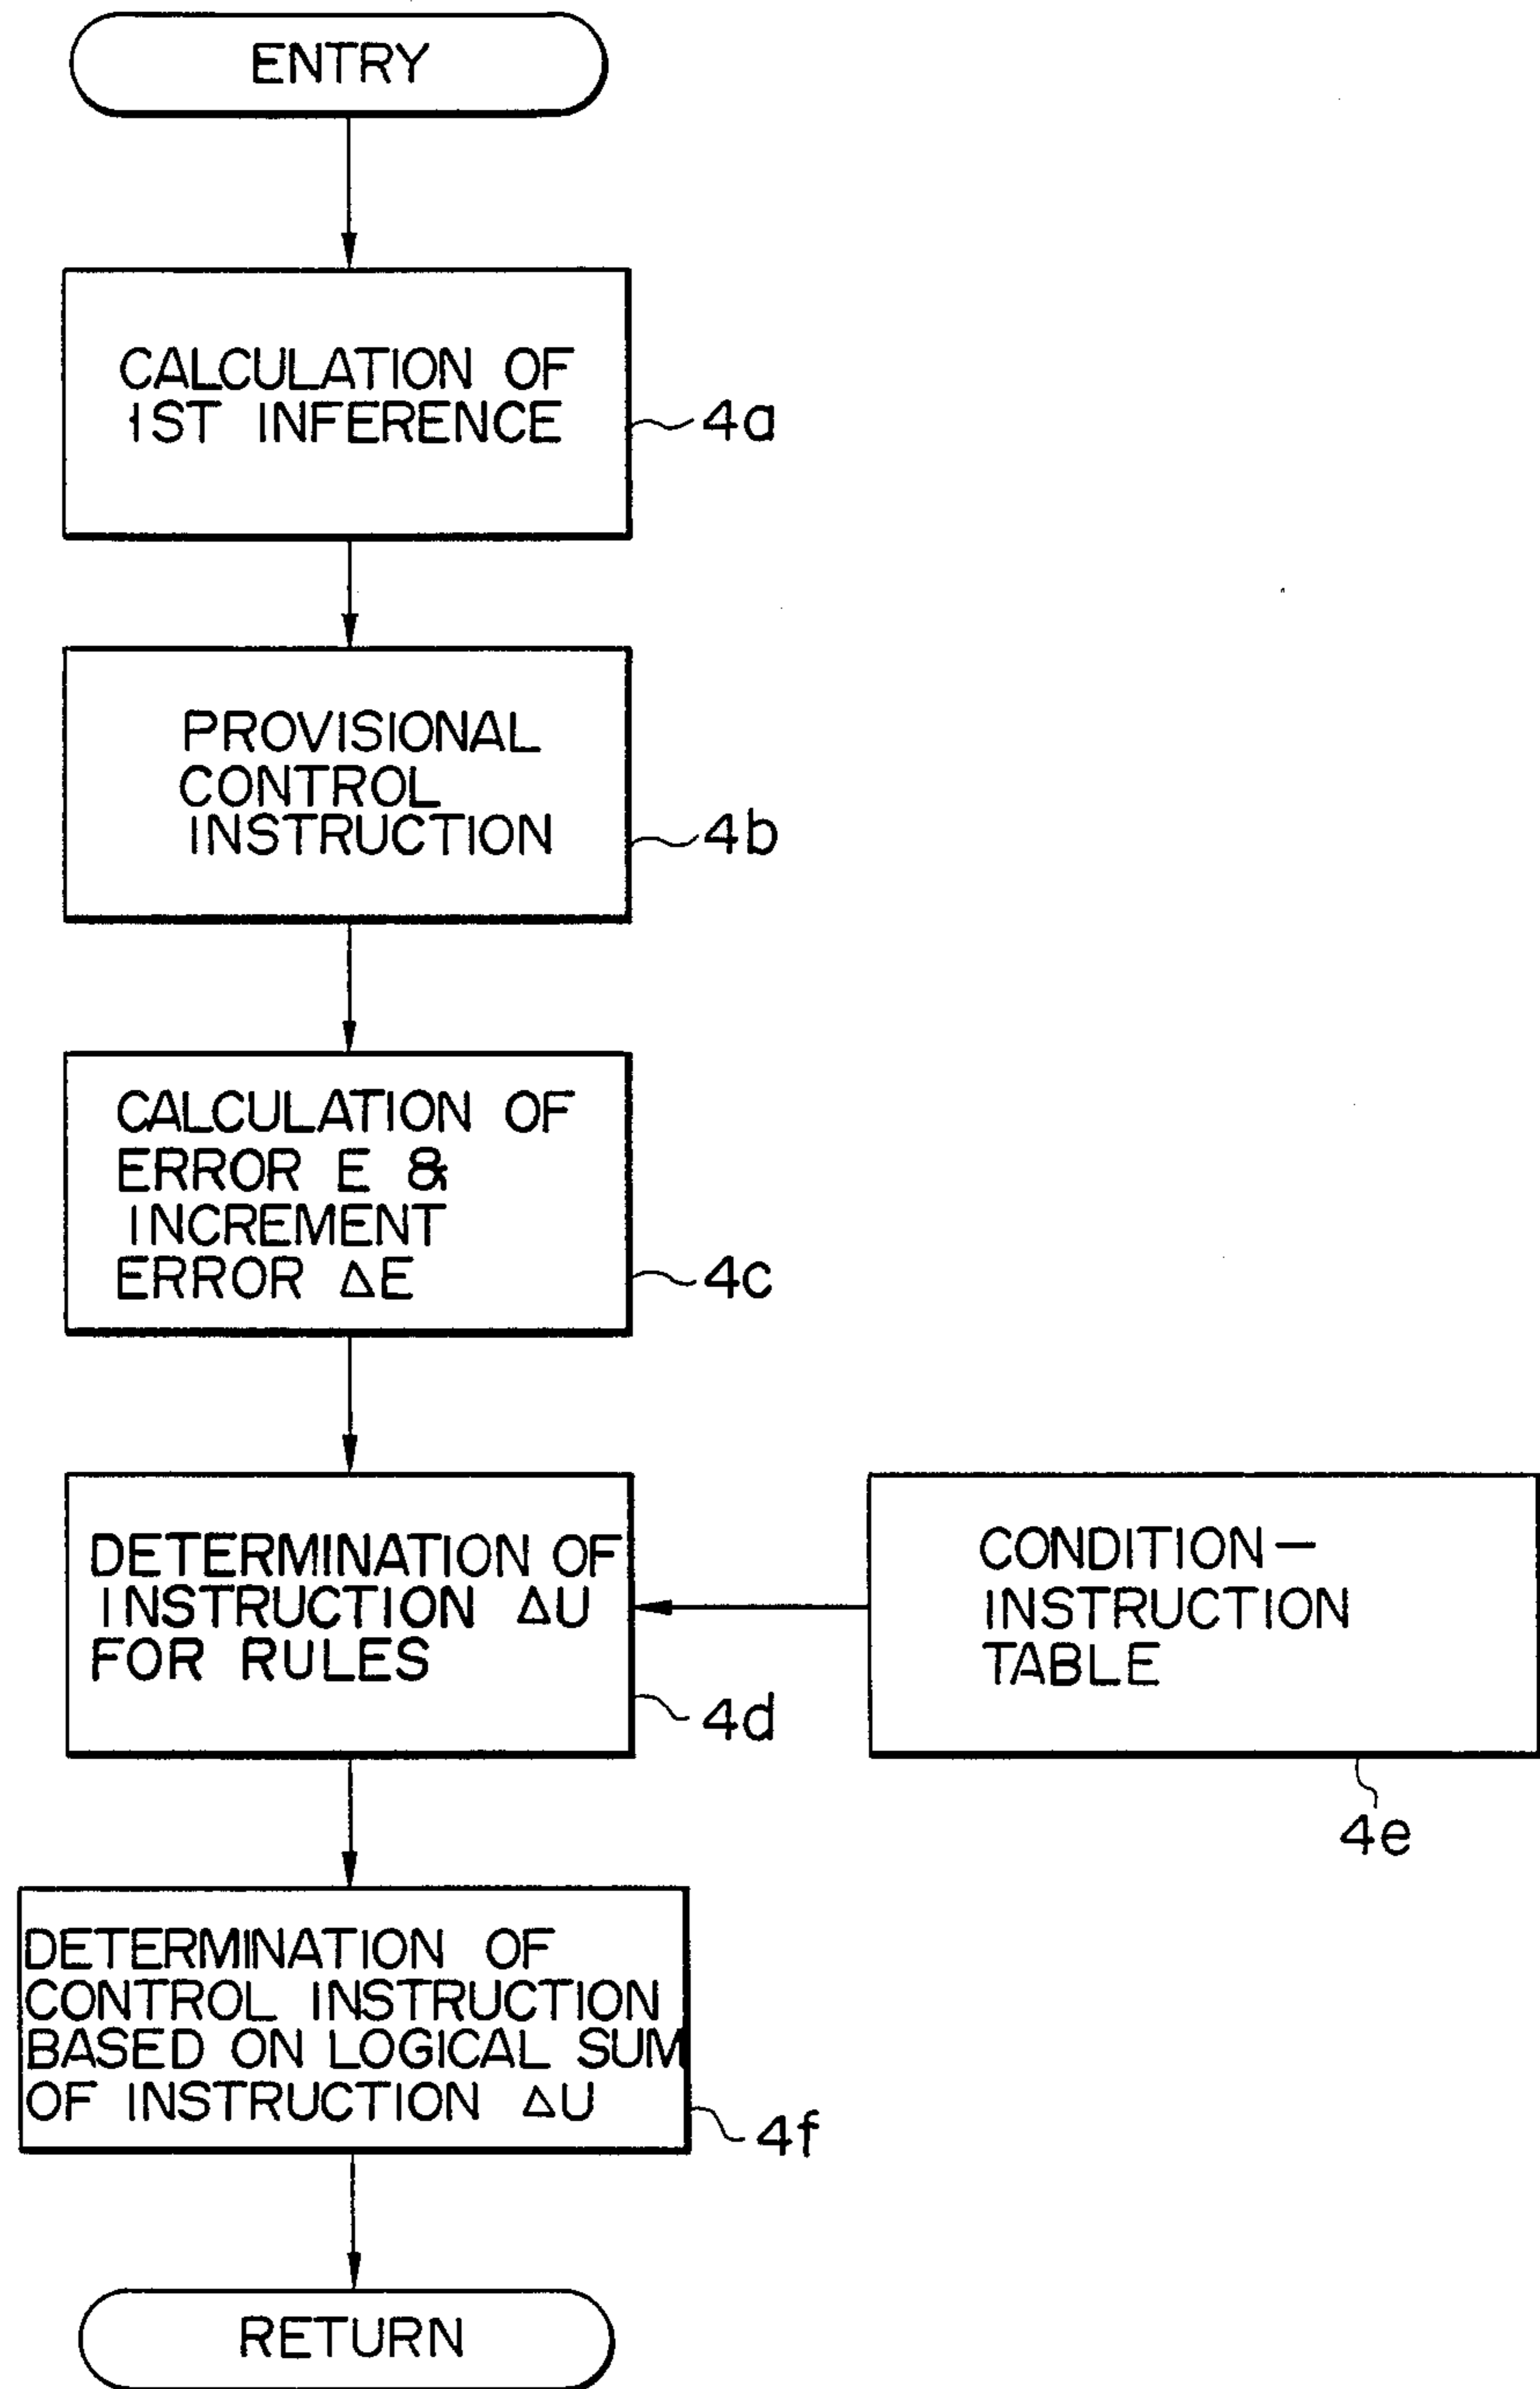 ENTRY
CALCULATION OF
1ST INFERENCE
4a
PROVISIONAL
CONTROL
INSTRUCTION
4b
CALCULATION OF
ERROR E &
INCREMENT
ERROR ΔE
4c
DETERMINATION OF
INSTRUCTION ΔU
FOR RULES
4d
CONDITION—
INSTRUCTION
TABLE
4e
DETERMINATION OF
CONTROL INSTRUCTION
BASED ON LOGICAL SUM
OF INSTRUCTION ΔU
4f
RETURN